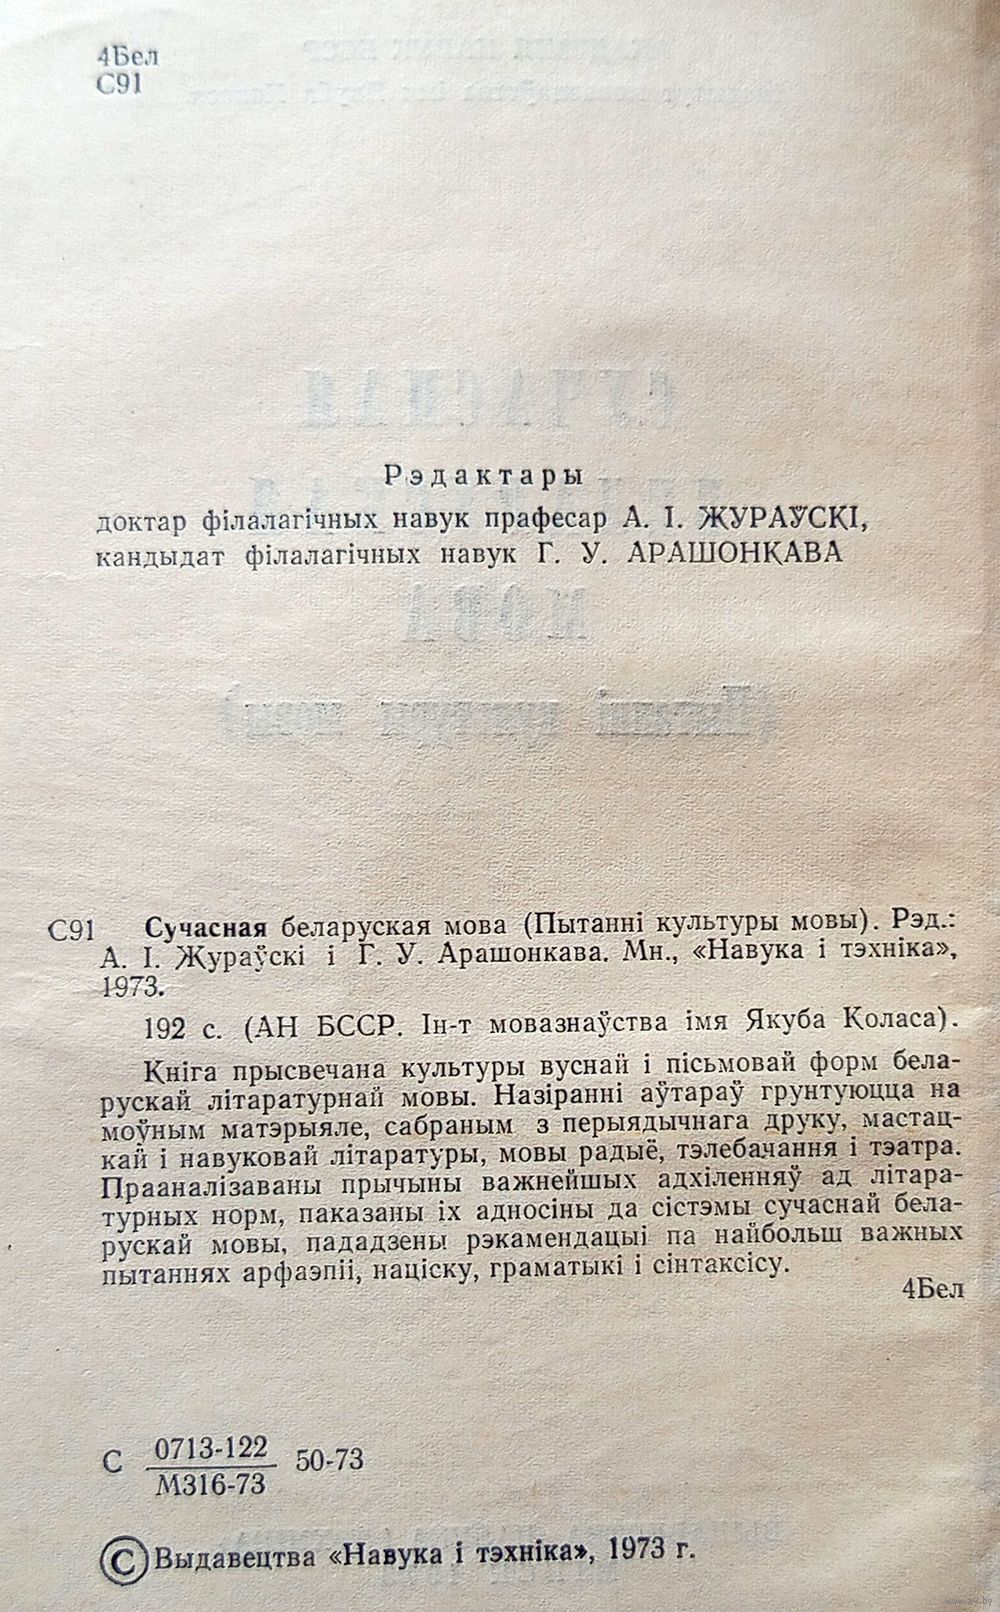 4Бел
С91
Рэдактары
доктар філалагічных навук прафесар А. І. ЖУРАЎСКІ,
кандыдат філалагічных навук Г. У. АРАШОНКАВА
С91 Сучасная беларуская мова (Пытанні культуры мовы). Рэд.:
А. І. Жураўскі і Г. У. Арашонкава. Мн., «Навука і тэхніка»,
1973.
192 с. (АН БССР. Ін-т мовазнаўства імя Якуба Коласа).
Кніга прысвечана культуры вуснай і пісьмовай форм бела-
рускай літаратурнай мовы. Назіранні аўтараў грунтуюцца на
моўным матэрыяле, сабраным з перыядычнага друку, мастац-
кай і навуковай літаратуры, мовы радыё, тэлебачання і тэатра.
Прааналізаваны прычыны важнейшых адхіленняў ад літара-
турных норм, паказаны іх адносіны да сістэмы сучаснай бела-
рускай мовы, пададзены рэкамендацыі па найбольш важных
пытаннях арфаэпіі, націску, граматыкі і сінтаксісу.
4Бел
С 0713-122 50-73
М316-73
© Выдавецтва «Навука і тэхніка», 1973 г.
www.ay.by